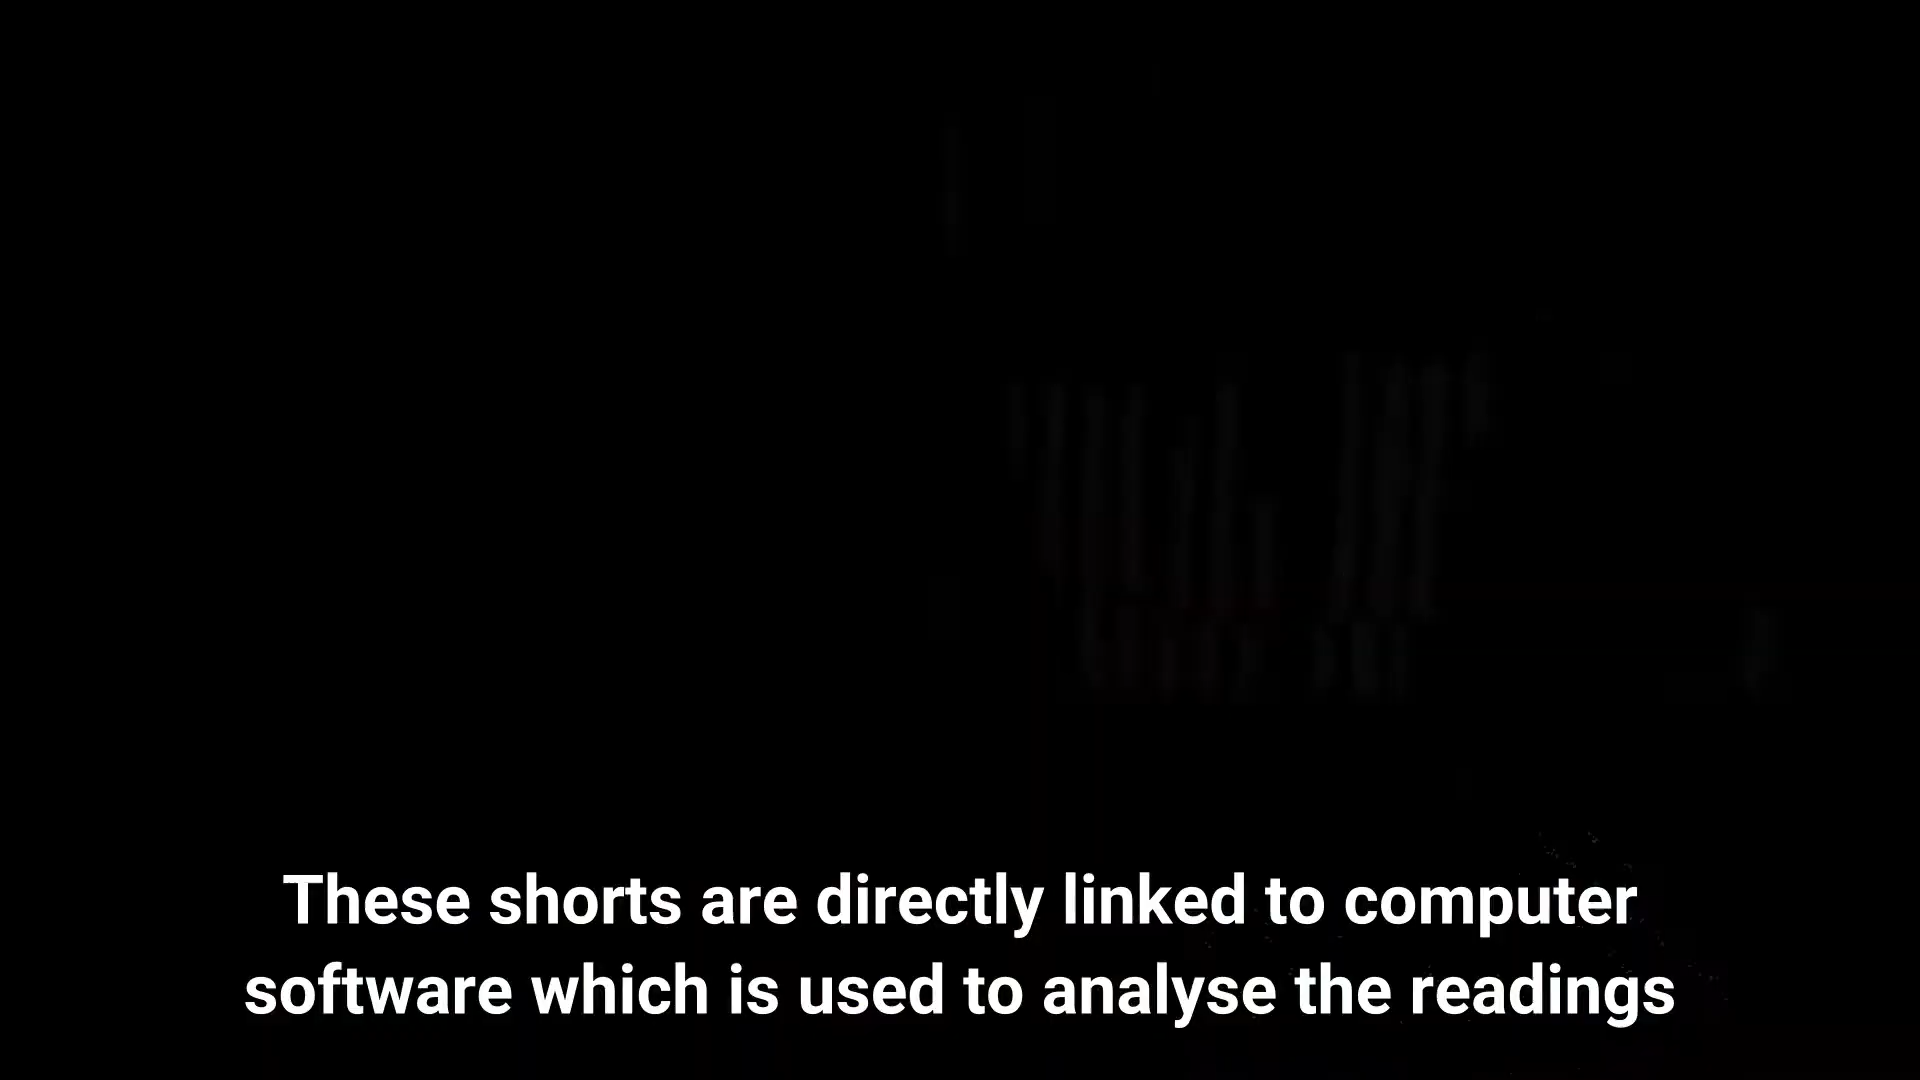 These shorts are directly linked to computer
software which is used to analyse the readings